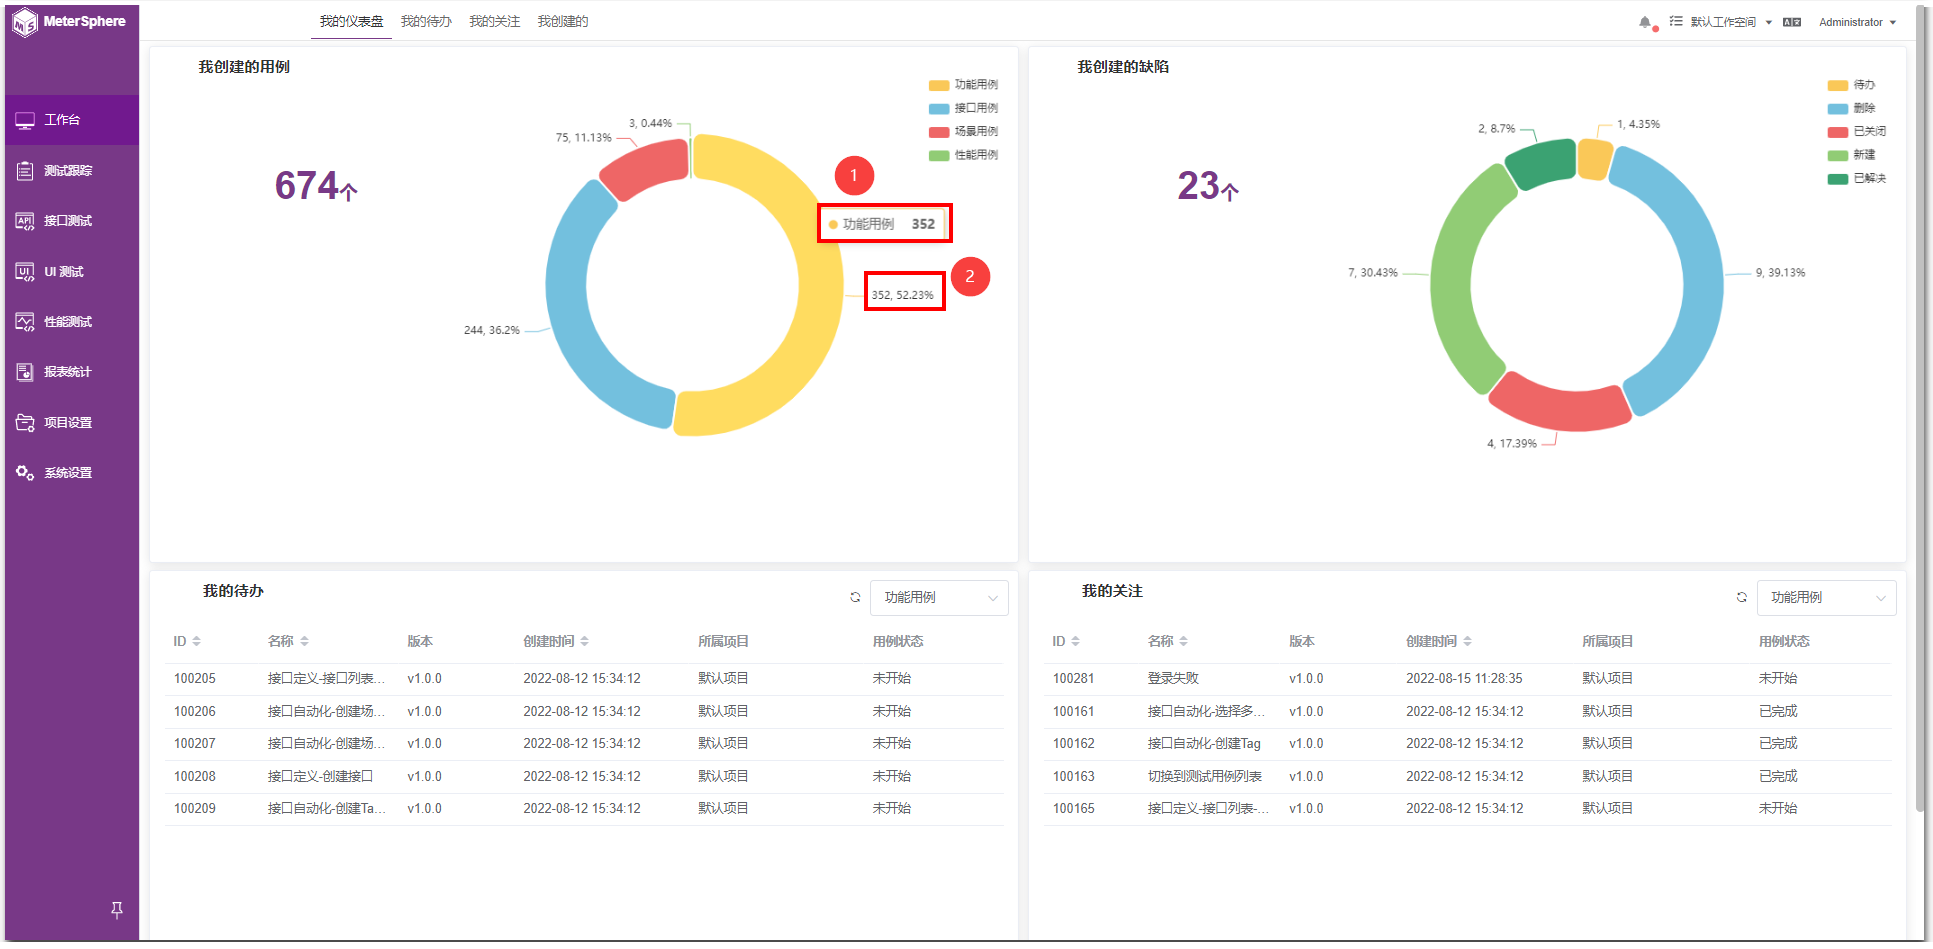 MeterSphere
我的仪表盘 我的待办 我的关注 我创建的
默认工作空间 Administrator
工作台
测试跟踪
接口测试
UI 测试
性能测试
报表统计
项目设置
系统设置
我创建的用例
674个
功能用例
接口用例
场景用例
性能用例
3, 0.44%
75, 11.13%
1
功能用例 352
2
352, 52.23%
244, 36.2%
我创建的缺陷
23个
待办
删除
已关闭
新建
已解决
1, 4.35%
2, 8.7%
7, 30.43%
9, 39.13%
4, 17.39%
我的待办
功能用例
ID 名称 版本 创建时间 所属项目 用例状态
100205 接口定义-接口列表... v1.0.0 2022-08-12 15:34:12 默认项目 未开始
100206 接口自动化-创建场... v1.0.0 2022-08-12 15:34:12 默认项目 未开始
100207 接口自动化-创建场... v1.0.0 2022-08-12 15:34:12 默认项目 未开始
100208 接口定义-创建接口 v1.0.0 2022-08-12 15:34:12 默认项目 未开始
100209 接口自动化-创建Ta... v1.0.0 2022-08-12 15:34:12 默认项目 未开始
我的关注
功能用例
ID 名称 版本 创建时间 所属项目 用例状态
100281 登录失败 v1.0.0 2022-08-15 11:28:35 默认项目 未开始
100161 接口自动化-选择多... v1.0.0 2022-08-12 15:34:12 默认项目 已完成
100162 接口自动化-创建Tag v1.0.0 2022-08-12 15:34:12 默认项目 已完成
100163 切换到测试用例列表 v1.0.0 2022-08-12 15:34:12 默认项目 已完成
100165 接口定义-接口列表-... v1.0.0 2022-08-12 15:34:12 默认项目 未开始